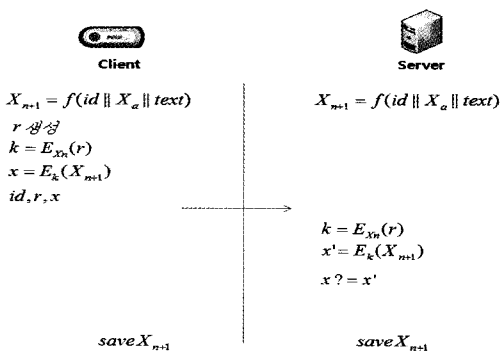 Client
Server
X_{n+1} = f(id || X_a || text)
X_{n+1} = f(id || X_a || text)
r 생성
k = E_{Xn}(r)
x = E_k(X_{n+1})
id, r, x
k = E_{Xn}(r)
x' = E_k(X_{n+1})
x ? = x'
save X_{n+1}
save X_{n+1}